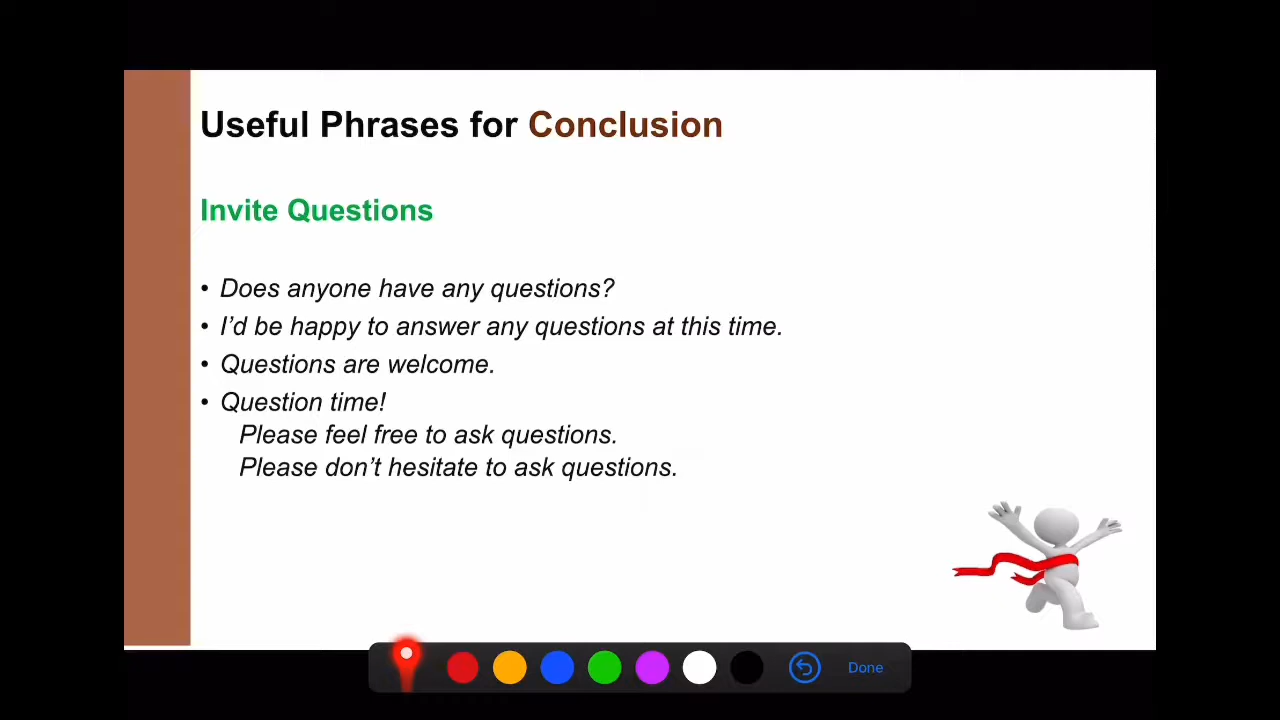 Useful Phrases for Conclusion
Invite Questions
• Does anyone have any questions?
• I’d be happy to answer any questions at this time.
• Questions are welcome.
• Question time!
Please feel free to ask questions.
Please don’t hesitate to ask questions.
Done